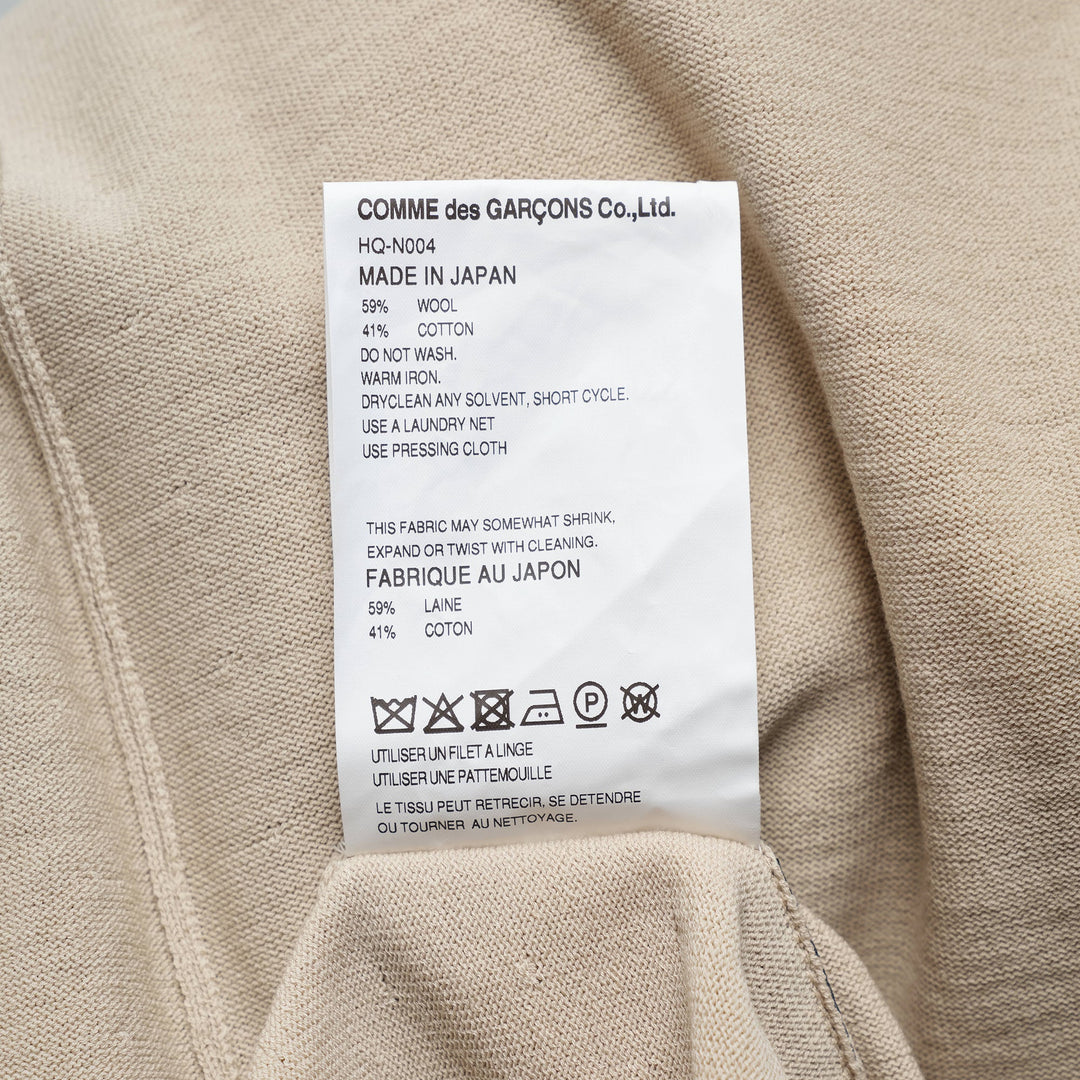 COMME des GARÇONS Co.,Ltd.
HQ-N004
MADE IN JAPAN
59% WOOL
41% COTTON
DO NOT WASH.
WARM IRON.
DRYCLEAN ANY SOLVENT, SHORT CYCLE.
USE A LAUNDRY NET
USE PRESSING CLOTH
THIS FABRIC MAY SOMEWHAT SHRINK,
EXPAND OR TWIST WITH CLEANING.
FABRIQUE AU JAPON
59% LAINE
41% COTON
P W
UTILISER UN FILET A LINGE
UTILISER UNE PATTEMOUILLE
LE TISSU PEUT RETRECIR, SE DETENDRE
OU TOURNER AU NETTOYAGE.